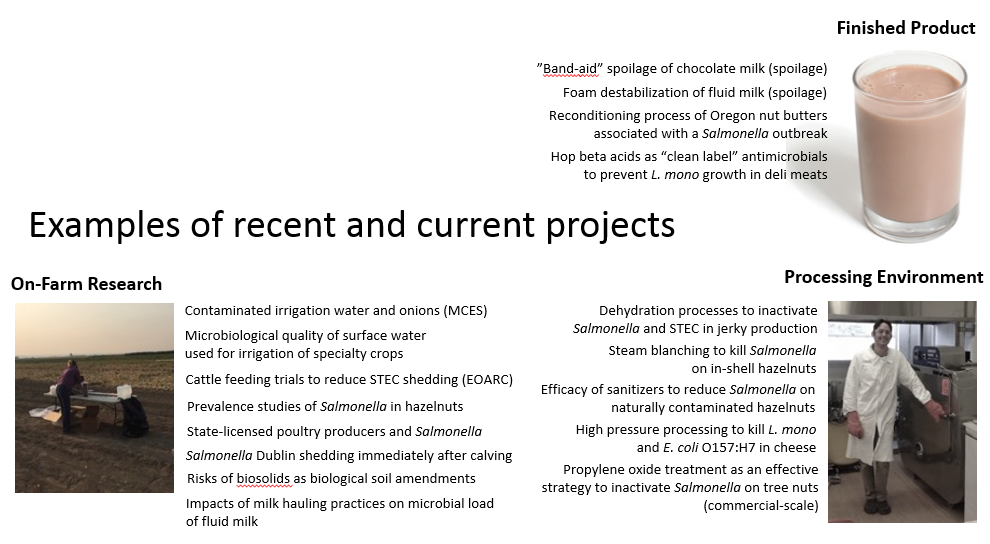 Finished Product
”Band-aid” spoilage of chocolate milk (spoilage)
Foam destabilization of fluid milk (spoilage)
Reconditioning process of Oregon nut butters
associated with a Salmonella outbreak
Hop beta acids as “clean label” antimicrobials
to prevent L. mono growth in deli meats
Examples of recent and current projects
On-Farm Research
Contaminated irrigation water and onions (MCES)
Microbiological quality of surface water
used for irrigation of specialty crops
Cattle feeding trials to reduce STEC shedding (EOARC)
Prevalence studies of Salmonella in hazelnuts
State-licensed poultry producers and Salmonella
Salmonella Dublin shedding immediately after calving
Risks of biosolids as biological soil amendments
Impacts of milk hauling practices on microbial load
of fluid milk
Processing Environment
Dehydration processes to inactivate
Salmonella and STEC in jerky production
Steam blanching to kill Salmonella
on in-shell hazelnuts
Efficacy of sanitizers to reduce Salmonella on
naturally contaminated hazelnuts
High pressure processing to kill L. mono
and E. coli O157:H7 in cheese
Propylene oxide treatment as an effective
strategy to inactivate Salmonella on tree nuts
(commercial-scale)